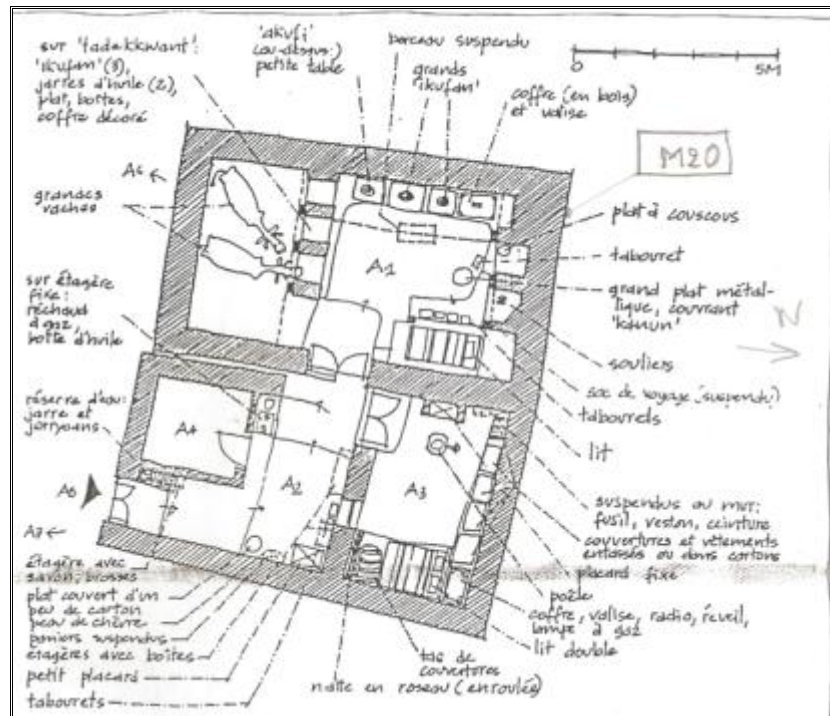 sur 'tadekkwant':
'ikufan' (3),
jarres d'huile (2),
plat, boîtes,
coffre décoré
'akufi'
(au-dessus:)
petite table
berceau suspendu
grands
'ikufan'
coffre (en bois)
et valise
0
5M
M20
A6
grandes
vaches
A1
plat à couscous
tabouret
grand plat métal-
lique, couvrant
'kanun'
N
souliers
sac de voyage (suspendu)
tabourets
lit
sur étagère
fixe:
réchaud
à gaz,
boîte d'huile
réserve d'eau:
jarre et
jerrycans
A4
A2
A3
A7
suspendus au mur:
fusil, veston, ceinture
couvertures et vêtements
entassés ou dans cartons
placard fixé
poêle
coffre, valise, radio, réveil,
lampe à gaz
lit double
étagère avec
savon, brosses
plat couvert d'un
peu de carton
peau de chèvre
paniers suspendus
étagères avec boîtes
petit placard
tabourets
tas de
couvertures
natte en roseau (enroulée)